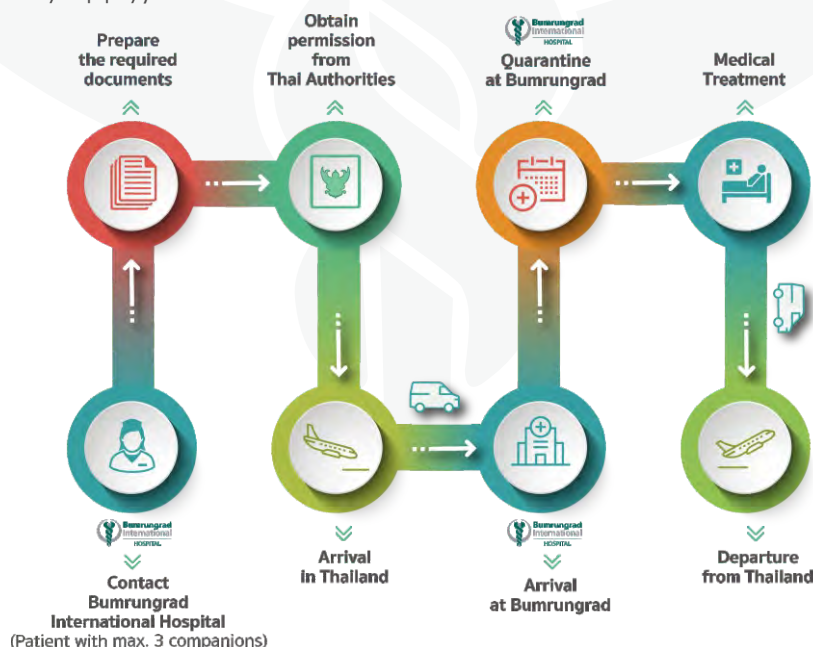 Prepare
the required
documents
Obtain
permission
from
Thai Authorities
Bumrungrad
International
HOSPITAL
Quarantine
at Bumrungrad
Medical
Treatment
Bumrungrad
International
HOSPITAL
Contact
Bumrungrad
International Hospital
(Patient with max. 3 companions)
Arrival
in Thailand
Bumrungrad
International
HOSPITAL
Arrival
at Bumrungrad
Departure
from Thailand